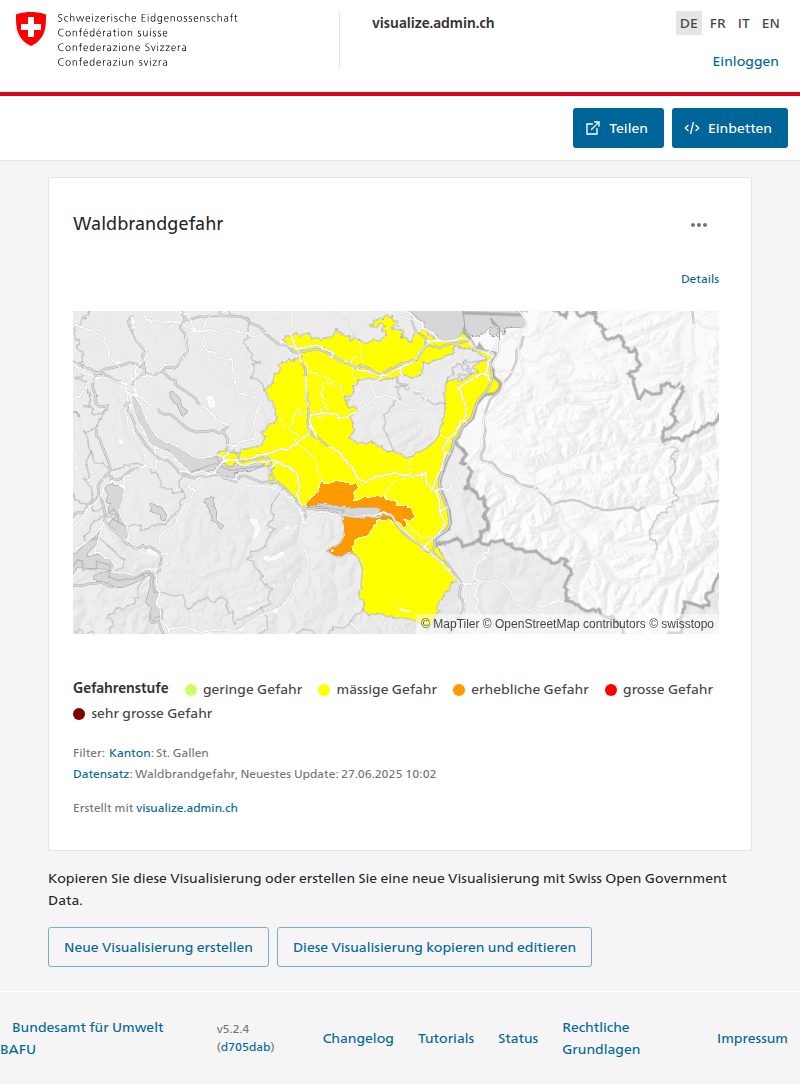 Schweizerische Eidgenossenschaft
Confédération suisse
Confederazione Svizzera
Confederaziun svizra
visualize.admin.ch
DE FR IT EN
Einloggen
Teilen
Einbetten
Waldbrandgefahr
Details
© MapTiler © OpenStreetMap contributors © swisstopo
Gefahrenstufe geringe Gefahr mässige Gefahr erhebliche Gefahr grosse Gefahr
sehr grosse Gefahr
Filter: Kanton: St. Gallen
Datensatz: Waldbrandgefahr, Neuestes Update: 27.06.2025 10:02
Erstellt mit visualize.admin.ch
Kopieren Sie diese Visualisierung oder erstellen Sie eine neue Visualisierung mit Swiss Open Government
Data.
Neue Visualisierung erstellen
Diese Visualisierung kopieren und editieren
Bundesamt für Umwelt
BAFU
v5.2.4
(d705dab)
Changelog
Tutorials
Status
Rechtliche
Grundlagen
Impressum